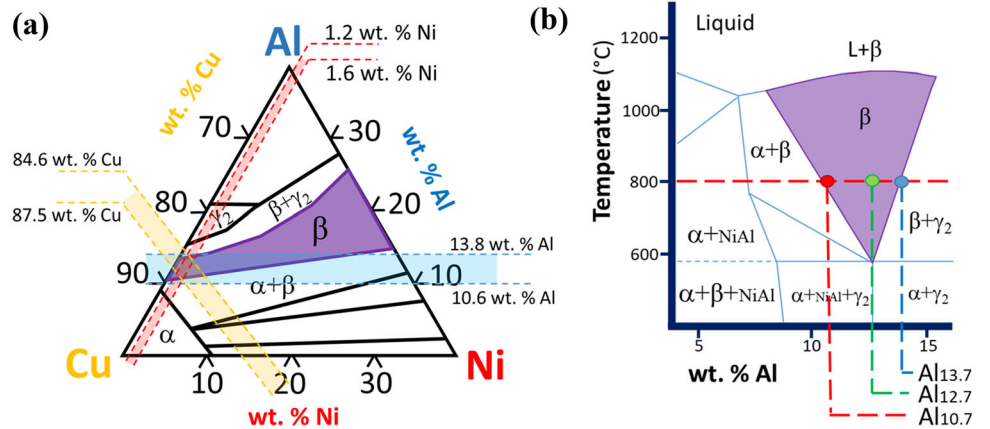 (a)
Al
1.2 wt. % Ni
1.6 wt. % Ni
wt. % Cu
70
30
wt. % Al
84.6 wt. % Cu
87.5 wt. % Cu
80
γ2
β+γ2
20
β
13.8 wt. % Al
90
α+β
10
10.6 wt. % Al
α
Cu
Ni
10
20
30
wt. % Ni
(b)
Liquid
1200
L+β
Temperature (°C)
1000
β
α+β
800
β+γ2
α+NiAl
600
α+β+NiAl
α+NiAl+γ2
α+γ2
400
5
10
15
wt. % Al
Al13.7
Al12.7
Al10.7